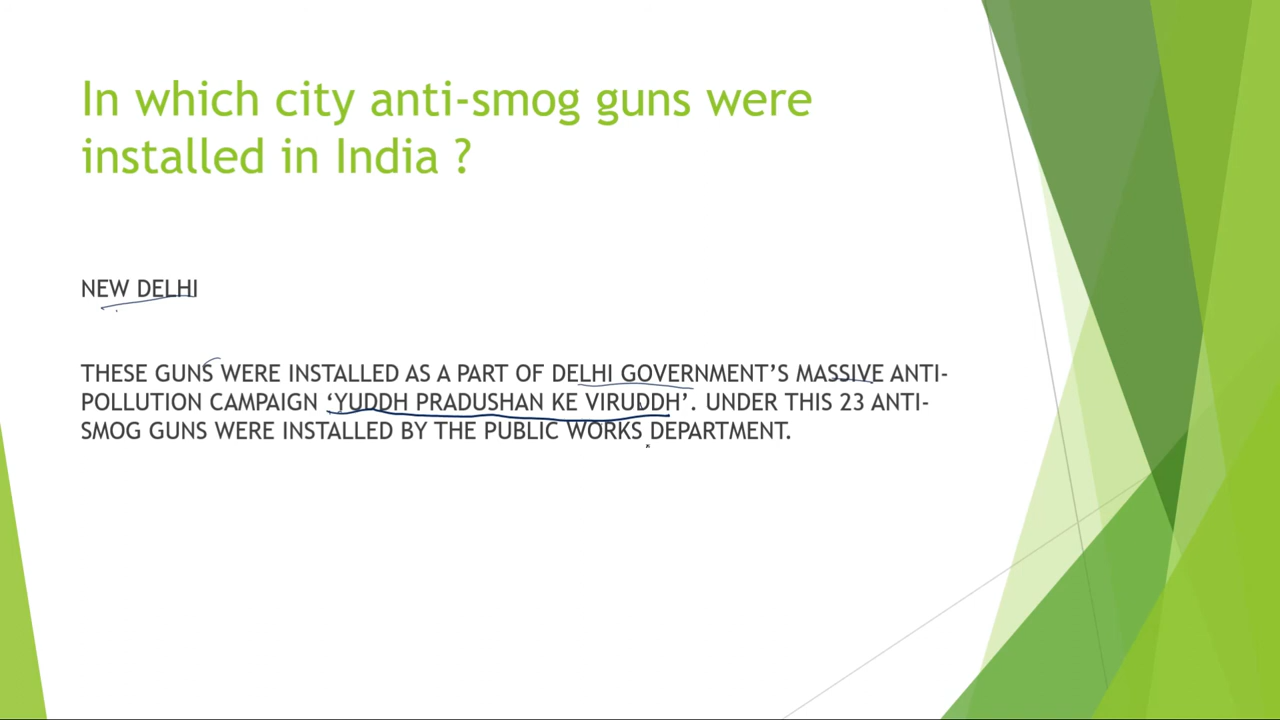 In which city anti-smog guns were
installed in India ?
NEW DELHI
THESE GUNS WERE INSTALLED AS A PART OF DELHI GOVERNMENT’S MASSIVE ANTI-
POLLUTION CAMPAIGN ‘YUDDH PRADUSHAN KE VIRUDDH’. UNDER THIS 23 ANTI-
SMOG GUNS WERE INSTALLED BY THE PUBLIC WORKS DEPARTMENT.